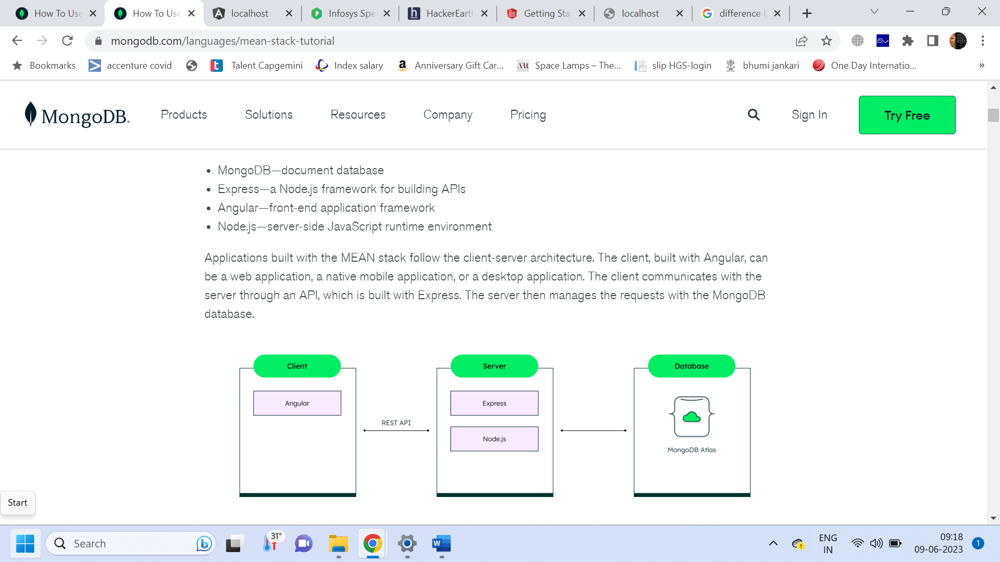 How To Use
How To Use
localhost
Infosys Spe
HackerEarth
Getting Star
localhost
difference b
mongodb.com/languages/mean-stack-tutorial
Bookmarks
accenture covid
Talent Capgemini
Index salary
Anniversary Gift Car...
Space Lamps – The...
slip HGS-login
bhumi jankari
One Day Internatio...
»
MongoDB.
Products
Solutions
Resources
Company
Pricing
Sign In
Try Free
• MongoDB—document database
• Express—a Node.js framework for building APIs
• Angular—front-end application framework
• Node.js—server-side JavaScript runtime environment
Applications built with the MEAN stack follow the client-server architecture. The client, built with Angular, can
be a web application, a native mobile application, or a desktop application. The client communicates with the
server through an API, which is built with Express. The server then manages the requests with the MongoDB
database.
Client
Server
Database
Angular
Express
REST API
Node.js
MongoDB Atlas
Start
Search
31°
ENG
IN
09:18
09-06-2023
1